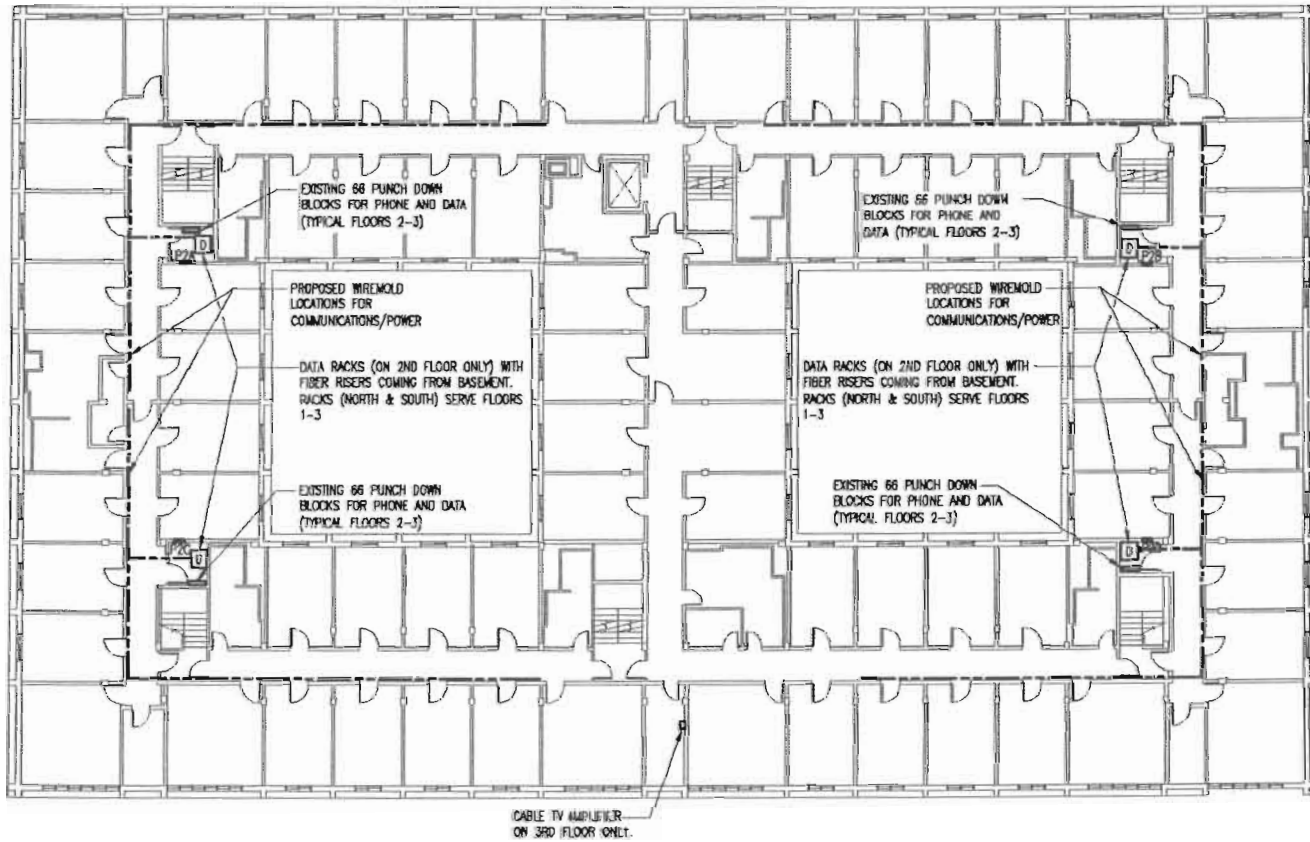 EXISTING 66 PUNCH DOWN
BLOCKS FOR PHONE AND DATA
(TYPICAL FLOORS 2-3)
D
P2A
EXISTING 66 PUNCH DOWN
BLOCKS FOR PHONE AND
DATA (TYPICAL FLOORS 2-3)
D
P2B
PROPOSED WIREMOLD
LOCATIONS FOR
COMMUNICATIONS/POWER
PROPOSED WIREMOLD
LOCATIONS FOR
COMMUNICATIONS/POWER
DATA RACKS (ON 2ND FLOOR ONLY) WITH
FIBER RISERS COMING FROM BASEMENT.
RACKS (NORTH & SOUTH) SERVE FLOORS
1-3
DATA RACKS (ON 2ND FLOOR ONLY) WITH
FIBER RISERS COMING FROM BASEMENT.
RACKS (NORTH & SOUTH) SERVE FLOORS
1-3
EXISTING 66 PUNCH DOWN
BLOCKS FOR PHONE AND DATA
(TYPICAL FLOORS 2-3)
P2C
D
EXISTING 66 PUNCH DOWN
BLOCKS FOR PHONE AND DATA
(TYPICAL FLOORS 2-3)
D
CABLE TV AMPLIFIER
ON 3RD FLOOR ONLY.